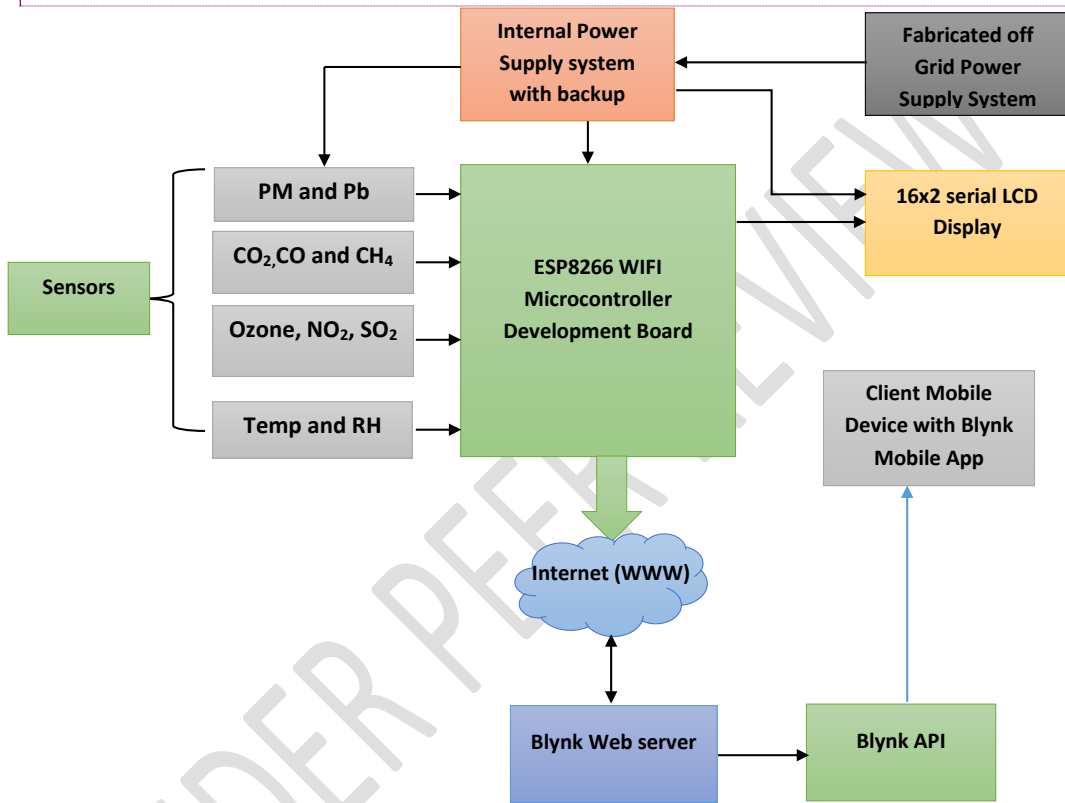 Internal Power
Supply system
with backup
Fabricated off
Grid Power
Supply System
PM and Pb
CO₂,CO and CH₄
Ozone, NO₂, SO₂
Temp and RH
Sensors
ESP8266 WIFI
Microcontroller
Development Board
16x2 serial LCD
Display
Client Mobile
Device with Blynk
Mobile App
Internet (WWW)
Blynk Web server
Blynk API
UNDER PEER REVIEW